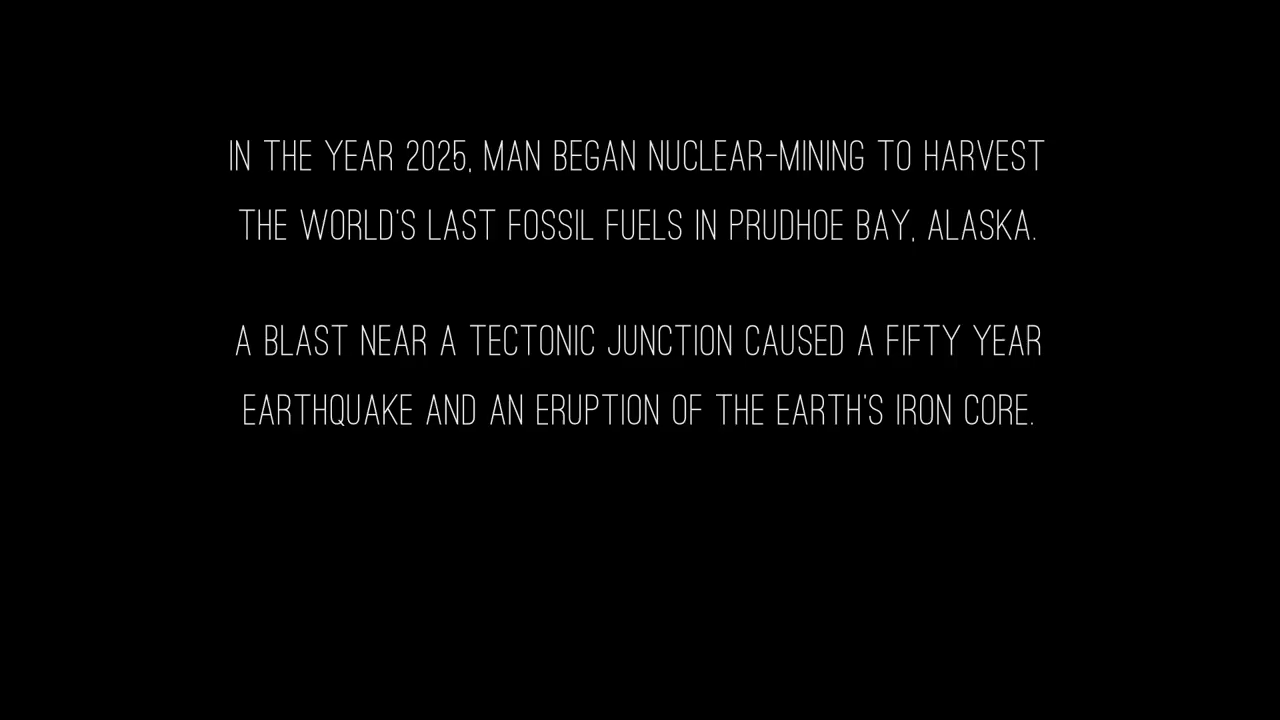 IN THE YEAR 2025, MAN BEGAN NUCLEAR-MINING TO HARVEST
THE WORLD'S LAST FOSSIL FUELS IN PRUDHOE BAY, ALASKA.
A BLAST NEAR A TECTONIC JUNCTION CAUSED A FIFTY YEAR
EARTHQUAKE AND AN ERUPTION OF THE EARTH'S IRON CORE.